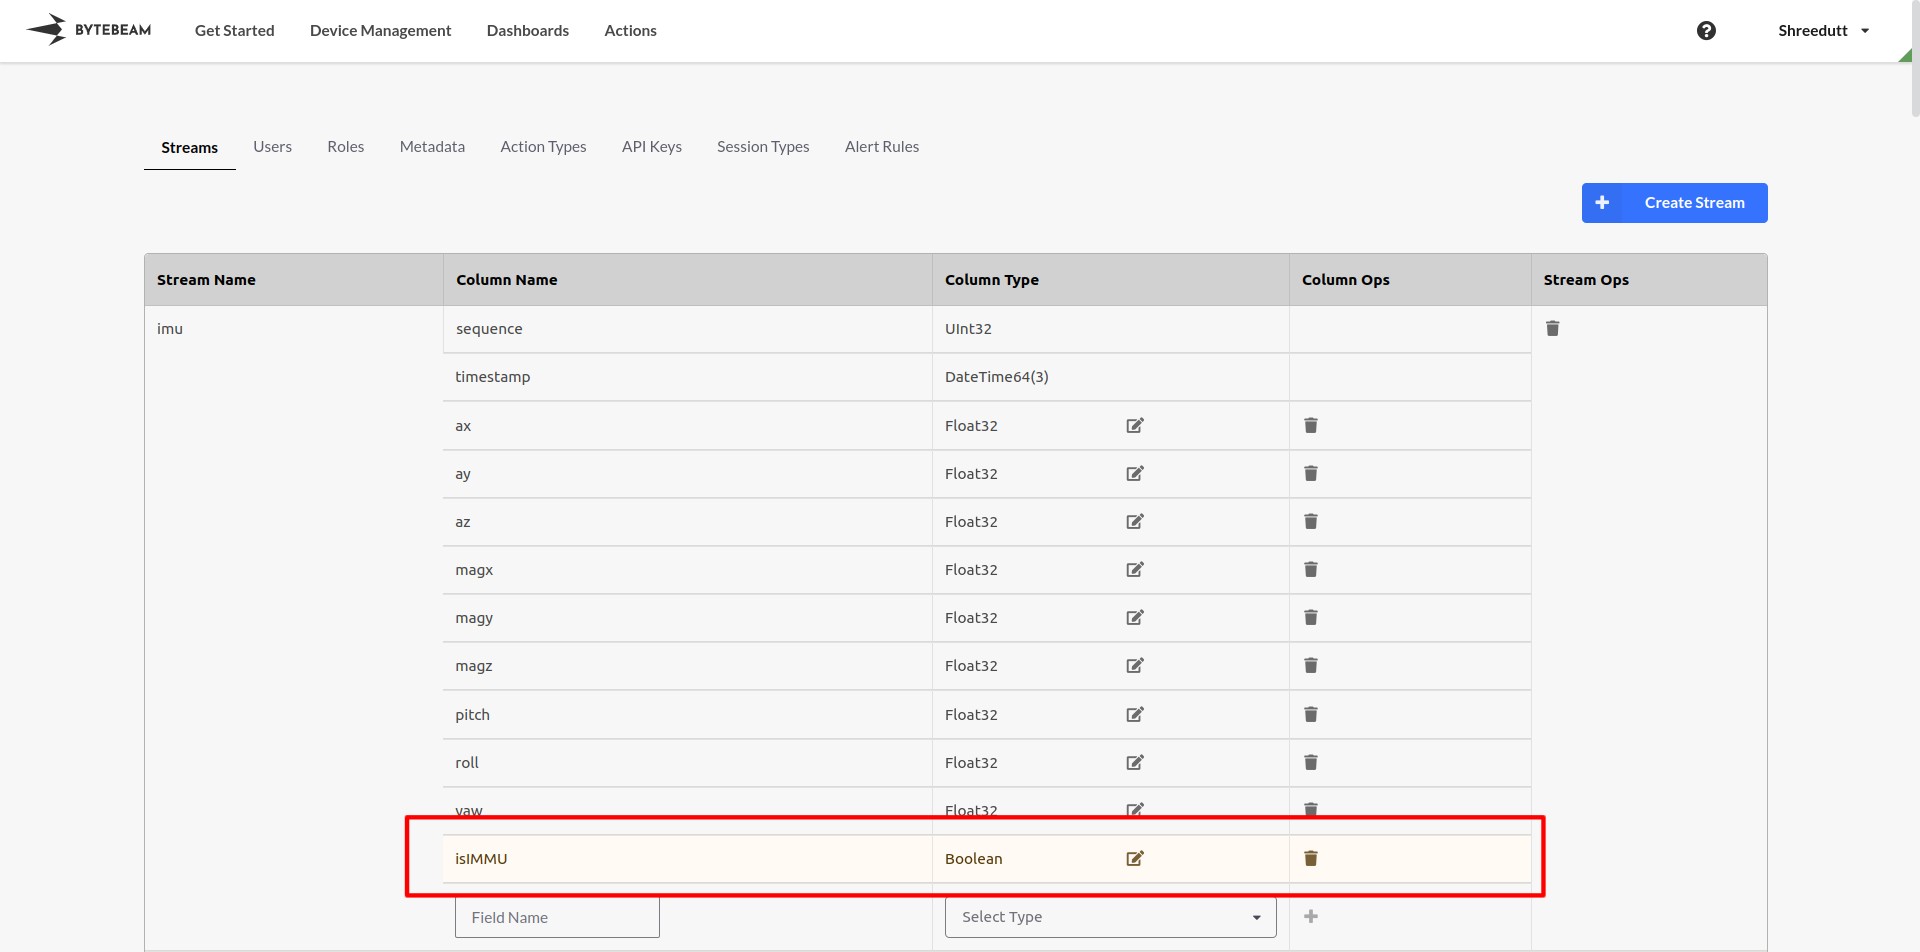 BYTEBEAM Get Started Device Management Dashboards Actions ? Shreedutt
Streams Users Roles Metadata Action Types API Keys Session Types Alert Rules
+ Create Stream
Stream Name Column Name Column Type Column Ops Stream Ops
imu sequence UInt32
timestamp DateTime64(3)
ax Float32
ay Float32
az Float32
magx Float32
magy Float32
magz Float32
pitch Float32
roll Float32
yaw Float32
isIMMU Boolean
Field Name Select Type +